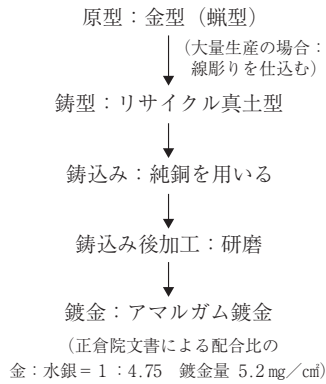 原型：金型（蝋型）
（大量生産の場合：
線彫りを仕込む）
鋳型：リサイクル真土型
鋳込み：純銅を用いる
鋳込み後加工：研磨
鍍金：アマルガム鍍金
（正倉院文書による配合比の
金：水銀＝１：4.75　鍍金量 5.2㎎／㎠）